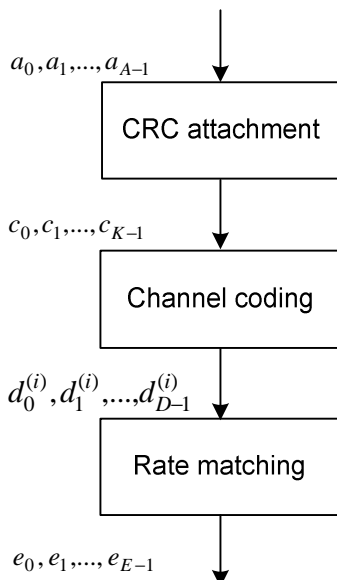 a_0, a_1, ..., a_{A-1}
CRC attachment
c_0, c_1, ..., c_{K-1}
Channel coding
d_0^{(i)}, d_1^{(i)}, ..., d_{D-1}^{(i)}
Rate matching
e_0, e_1, ..., e_{E-1}